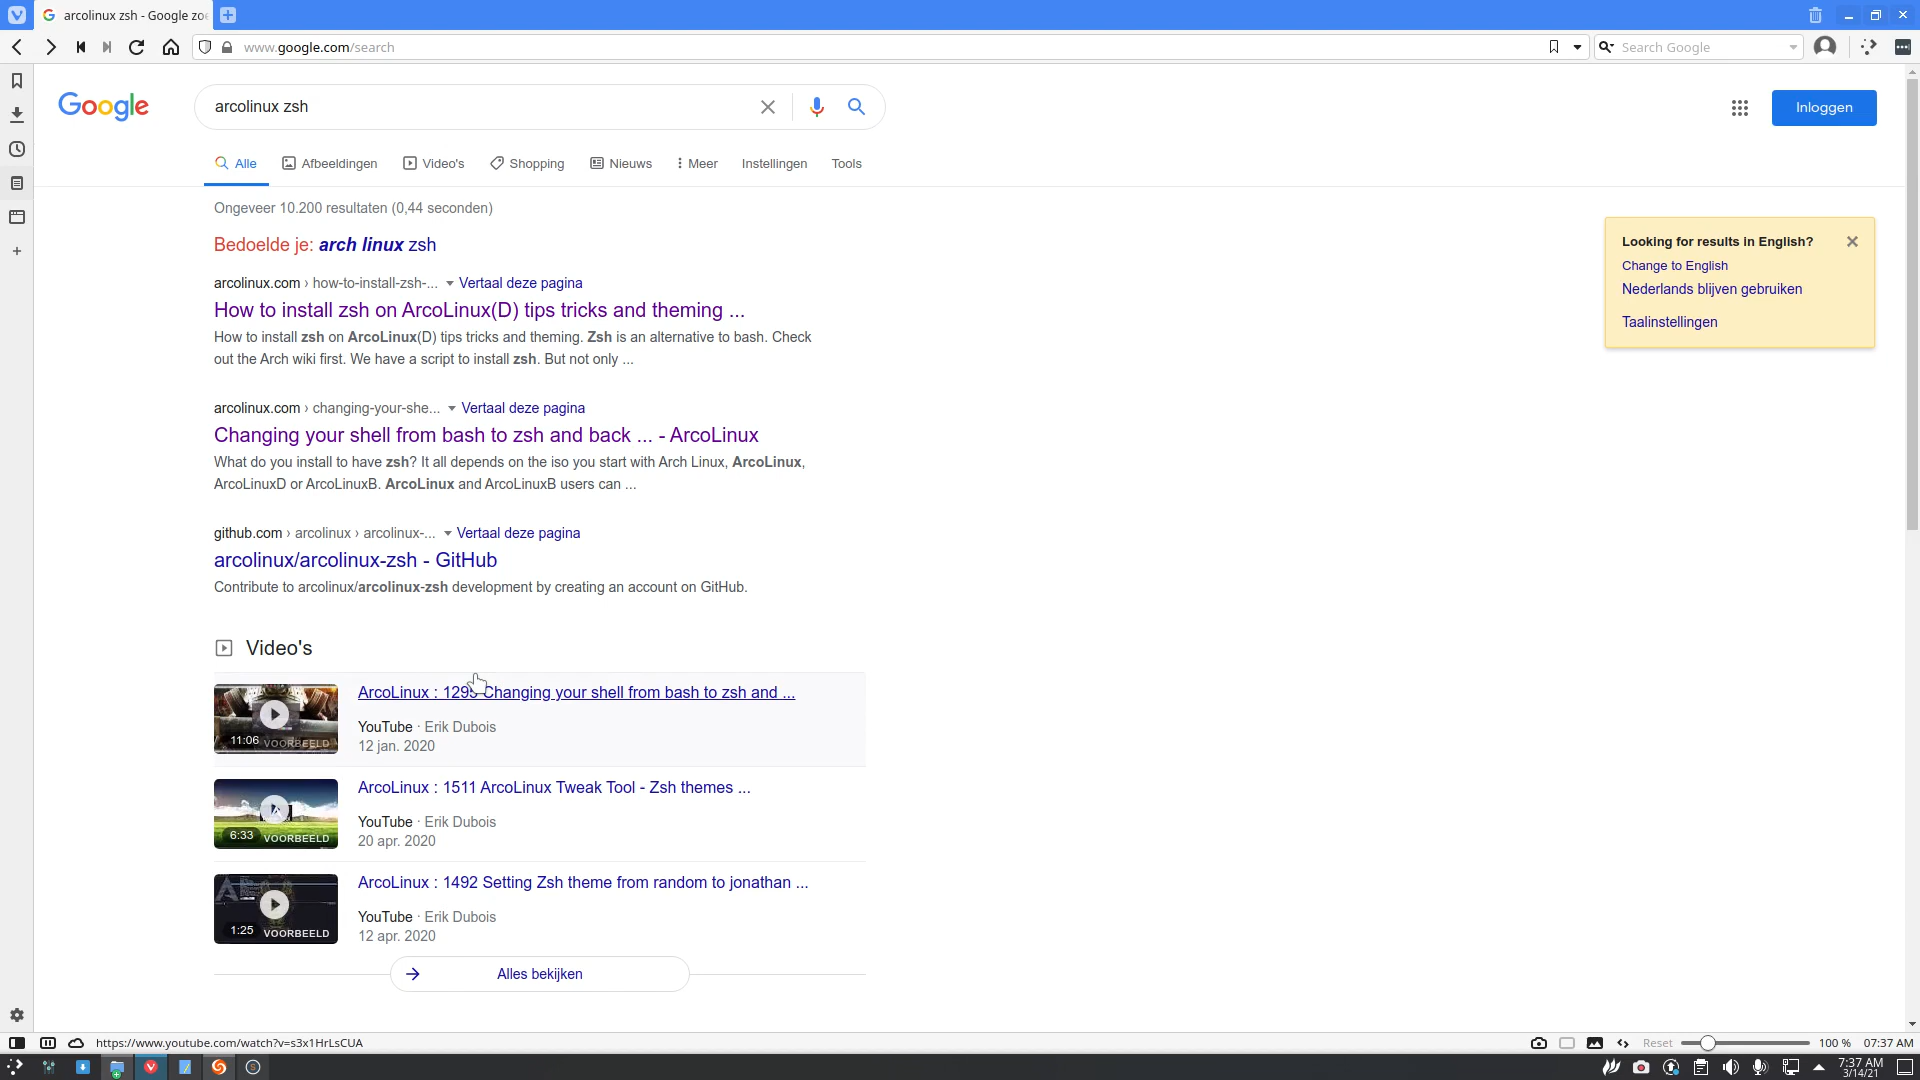 arcolinux zsh - Google zoe
www.google.com/search
Search Google
Google
arcolinux zsh
Inloggen
Alle
Afbeeldingen
Video's
Shopping
Nieuws
Meer
Instellingen
Tools
Ongeveer 10.200 resultaten (0,44 seconden)
Bedoelde je: arch linux zsh
arcolinux.com › how-to-install-zsh-... Vertaal deze pagina
How to install zsh on ArcoLinux(D) tips tricks and theming ...
How to install zsh on ArcoLinux(D) tips tricks and theming. Zsh is an alternative to bash. Check
out the Arch wiki first. We have a script to install zsh. But not only ...
arcolinux.com › changing-your-she... Vertaal deze pagina
Changing your shell from bash to zsh and back ... - ArcoLinux
What do you install to have zsh? It all depends on the iso you start with Arch Linux, ArcoLinux,
ArcoLinuxD or ArcoLinuxB. ArcoLinux and ArcoLinuxB users can ...
github.com › arcolinux › arcolinux-... Vertaal deze pagina
arcolinux/arcolinux-zsh - GitHub
Contribute to arcolinux/arcolinux-zsh development by creating an account on GitHub.
Video's
11:06 VOORBEELD
ArcoLinux : 1295 Changing your shell from bash to zsh and ...
YouTube · Erik Dubois
12 jan. 2020
6:33 VOORBEELD
ArcoLinux : 1511 ArcoLinux Tweak Tool - Zsh themes ...
YouTube · Erik Dubois
20 apr. 2020
1:25 VOORBEELD
ArcoLinux : 1492 Setting Zsh theme from random to jonathan ...
YouTube · Erik Dubois
12 apr. 2020
Alles bekijken
Looking for results in English?
Change to English
Nederlands blijven gebruiken
Taalinstellingen
https://www.youtube.com/watch?v=s3x1HrLsCUA
Reset
100 %
07:37 AM
7:37 AM
3/14/21